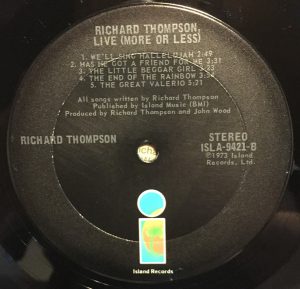 RICHARD THOMPSON
LIVE (MORE OR LESS)
1. WE'LL SING HALLELUJAH 2:49
2. HAS HE GOT A FRIEND FOR ME 3:31
3. THE LITTLE BEGGAR GIRL 3:23
4. THE END OF THE RAINBOW 3:53
5. THE GREAT VALERIO 5:21
All songs written by Richard Thompson
Published by Island Music (BMI)
Produced by Richard Thompson and John Wood
RICHARD THOMPSON
STEREO
ISLA-9421-B
℗1973 Island
Records, Ltd.
Island Records